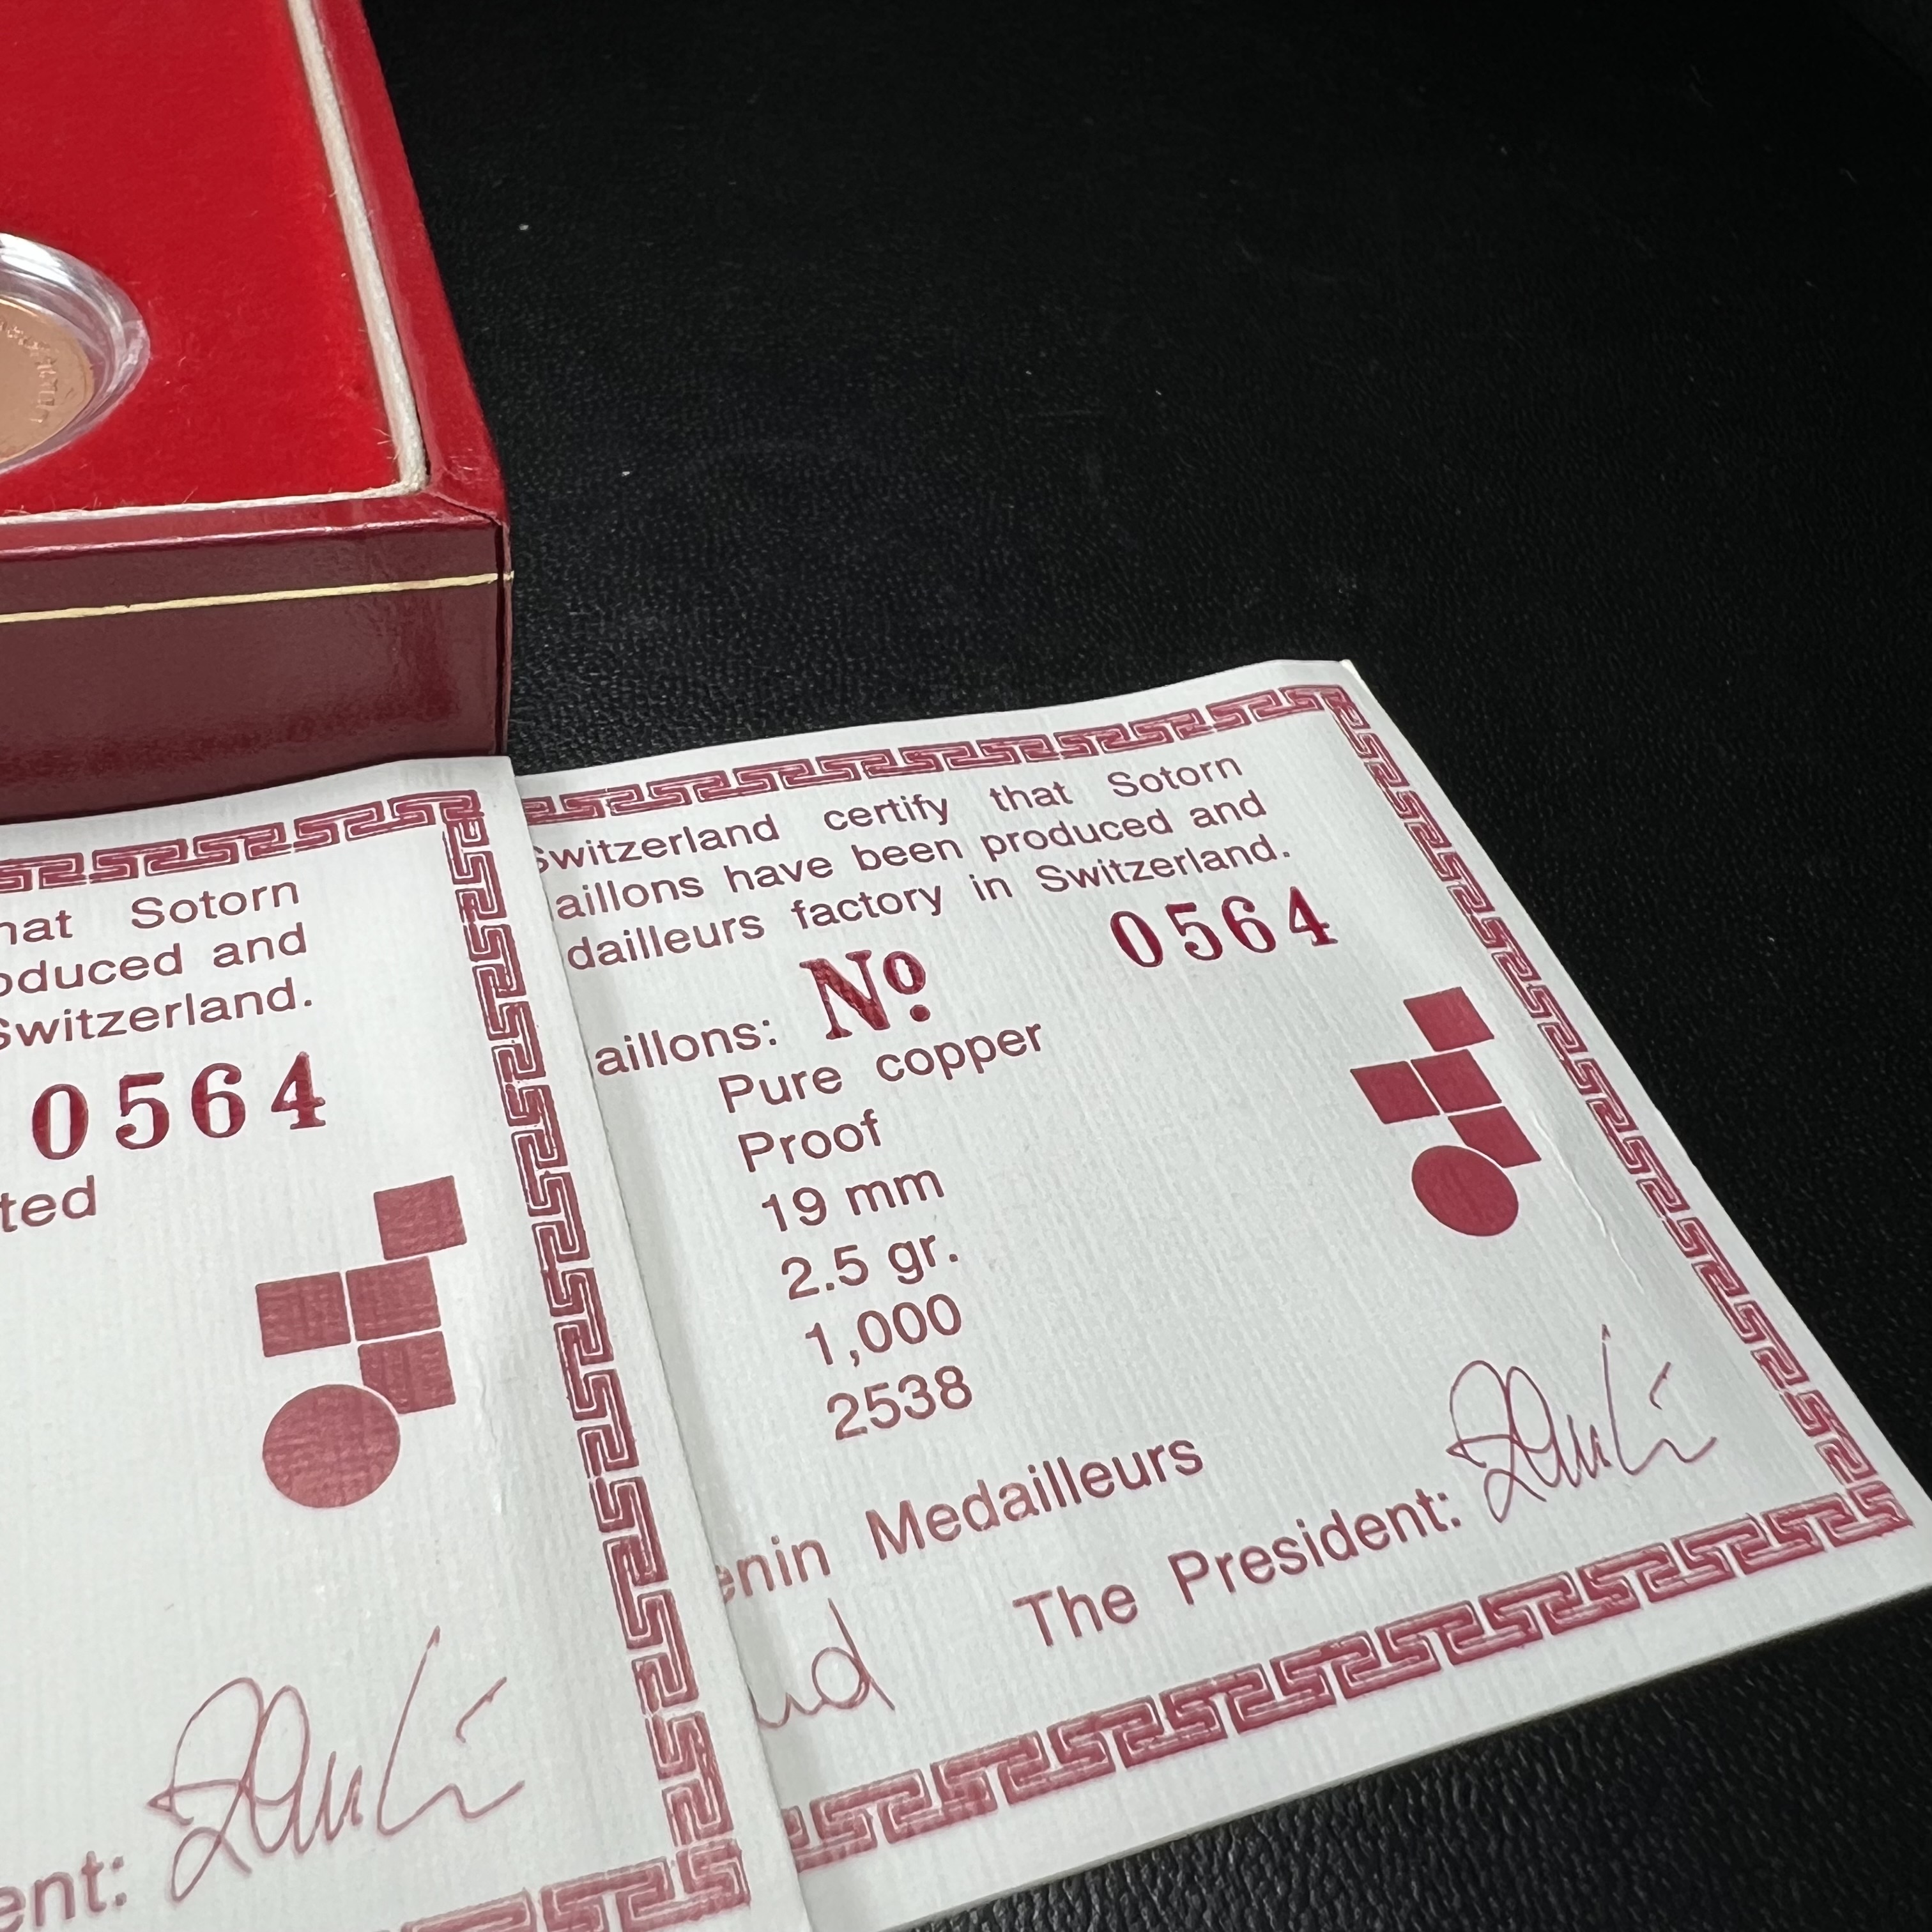 hat Sotorn
oduced and
Switzerland.
0564
ted
ent:
Switzerland certify that Sotorn
aillons have been produced and
dailleurs factory in Switzerland.
aillons: No. 0564
Pure copper
Proof
19 mm
2.5 gr.
1,000
2538
enin Medailleurs
The President: